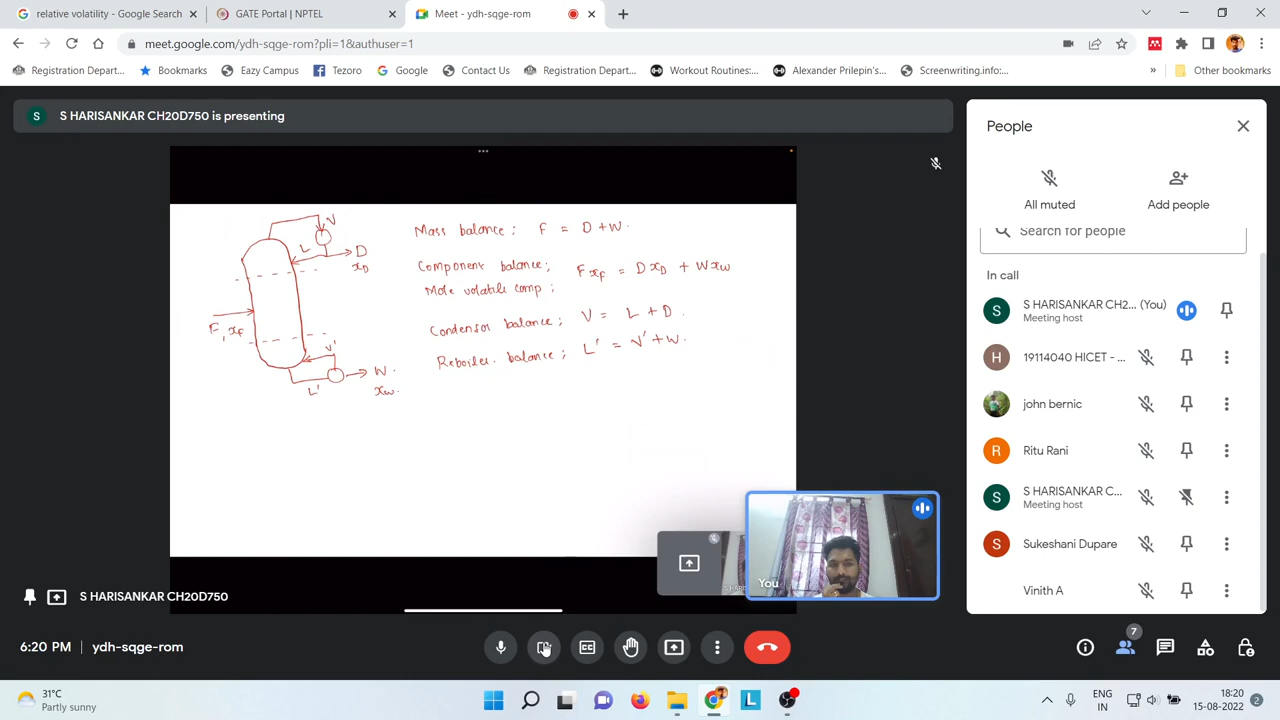 relative volatility - Google Search
GATE Portal | NPTEL
Meet - ydh-sqge-rom
meet.google.com/ydh-sqge-rom?pli=1&authuser=1
Registration Depart...
Bookmarks
Eazy Campus
Tezoro
Google
Contact Us
Registration Depart...
Workout Routines:...
Alexander Prilepin's...
Screenwriting.info:...
»
Other bookmarks
S
S HARISANKAR CH20D750 is presenting
V
L
D
xD
F, xF
V'
W.
L'
xW.
Mass balance; F = D + W.
Component balance; FxF = DxD + WxW
Mole volatile comp;
Condensor balance; V = L + D.
Reboiler. balance; L' = V' + W.
You
S HARISANKAR CH20D750
People
All muted
Add people
Search for people
In call
S
S HARISANKAR CH2... (You)
Meeting host
H
19114040 HICET - ...
john bernic
R
Ritu Rani
S
S HARISANKAR C...
Meeting host
S
Sukeshani Dupare
Vinith A
6:20 PM
ydh-sqge-rom
7
31°C
Partly sunny
L
ENG
IN
18:20
15-08-2022
2